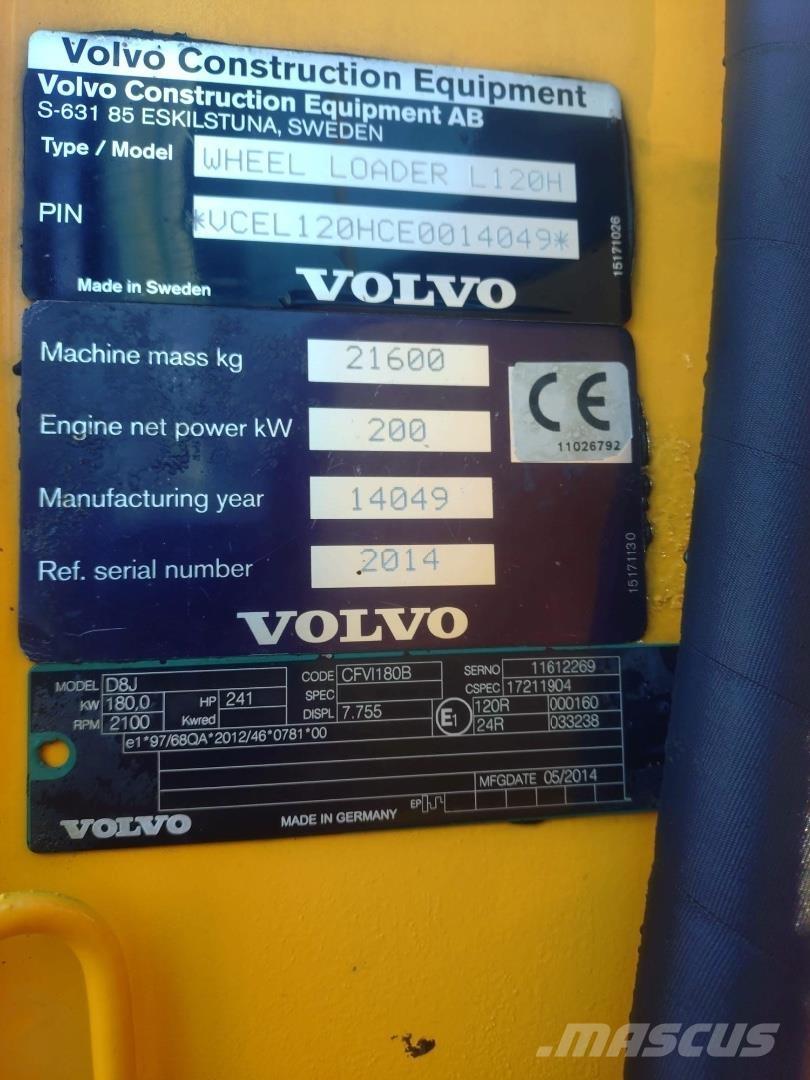 Volvo Construction Equipment
Volvo Construction Equipment AB
S-631 85 ESKILSTUNA, SWEDEN
Type / Model WHEEL LOADER L120H
PIN *VCEL120HCE0014049*
15171026
Made in Sweden VOLVO
Machine mass kg 21600
Engine net power kW 200
CE
11026792
Manufacturing year 14049
Ref. serial number 2014
15171130
VOLVO
MODEL D8J CODE CFVI180B SERNO 11612269
KW 180,0 HP 241 SPEC CSPEC 17211904
RPM 2100 Kwred DISPL 7.755 E1 120R 000160
24R 033238
e1*97/68QA*2012/46*0781*00
MFGDATE 05/2014
EP
VOLVO MADE IN GERMANY
MASCUS